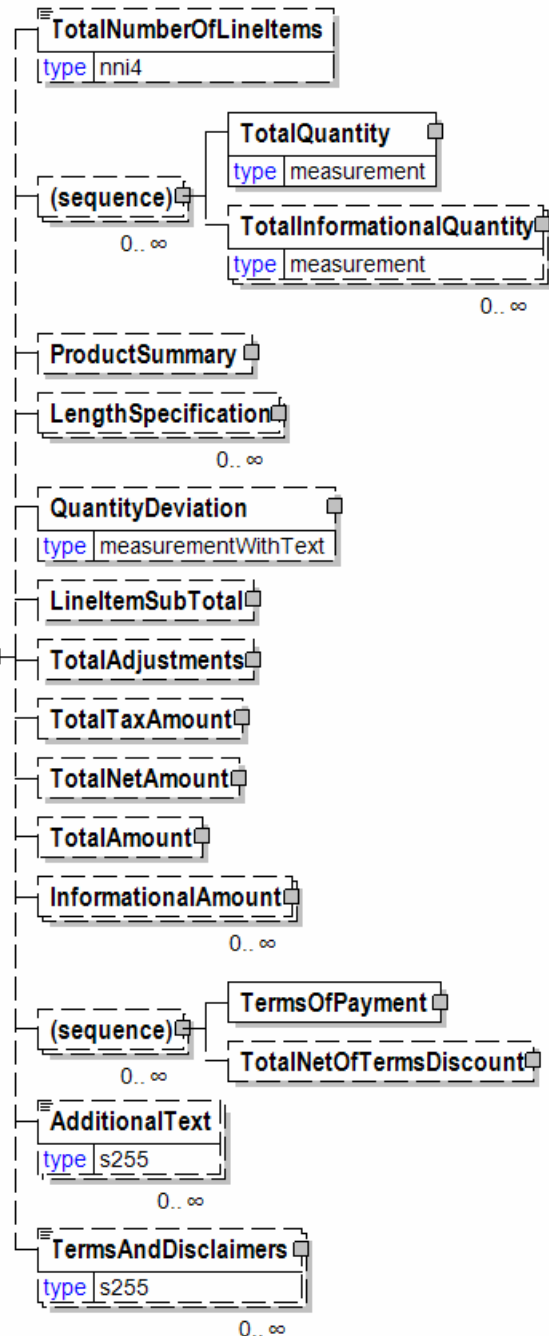 TotalNumberOfLineItems
type nni4
TotalQuantity
type measurement
(sequence)
0.. ∞
TotalInformationalQuantity
type measurement
0.. ∞
ProductSummary
LengthSpecification
0.. ∞
QuantityDeviation
type measurementWithText
LineItemSubTotal
TotalAdjustments
TotalTaxAmount
TotalNetAmount
TotalAmount
InformationalAmount
0.. ∞
TermsOfPayment
(sequence)
0.. ∞
TotalNetOfTermsDiscount
AdditionalText
type s255
0.. ∞
TermsAndDisclaimers
type s255
0.. ∞